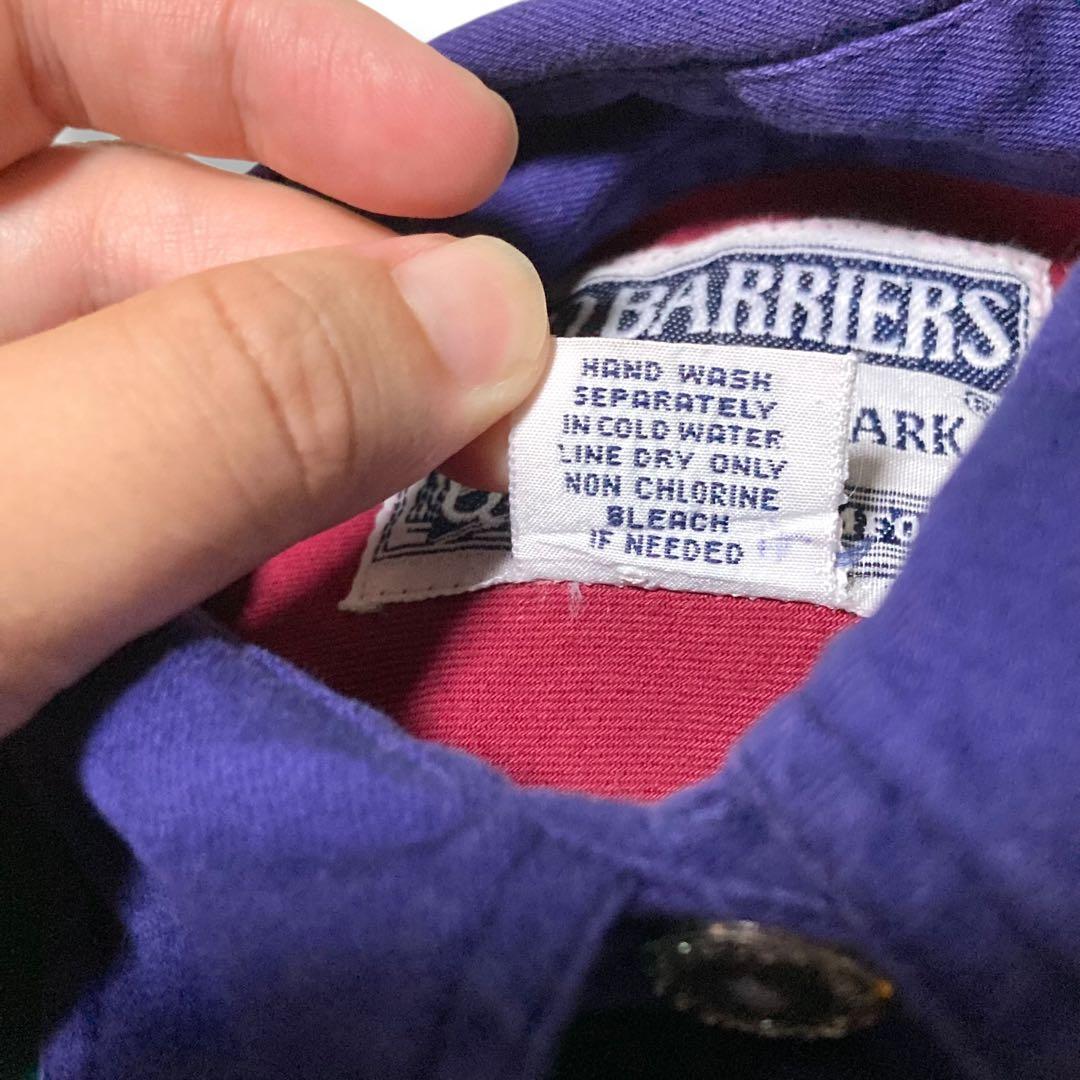 BARRIERS
HAND WASH
SEPARATELY
IN COLD WATER
LINE DRY ONLY
NON CHLORINE
BLEACH
IF NEEDED
ARK